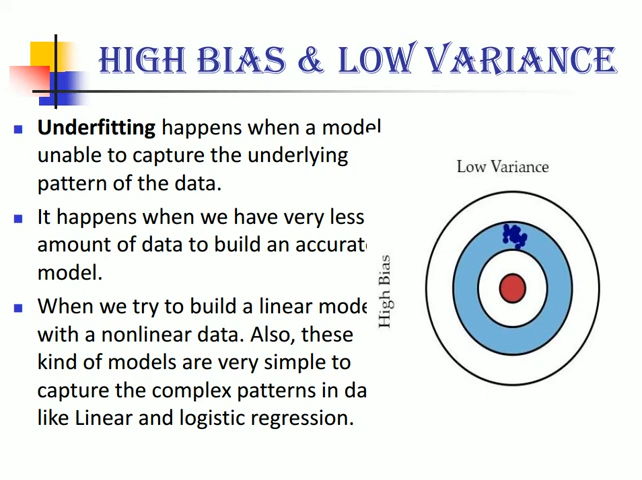 HIGH BIAS & LOW VARIANCE
Underfitting happens when a model
unable to capture the underlying
pattern of the data.
It happens when we have very less
amount of data to build an accurat
model.
When we try to build a linear mode
with a nonlinear data. Also, these
kind of models are very simple to
capture the complex patterns in da
like Linear and logistic regression.
Low Variance
High Bias